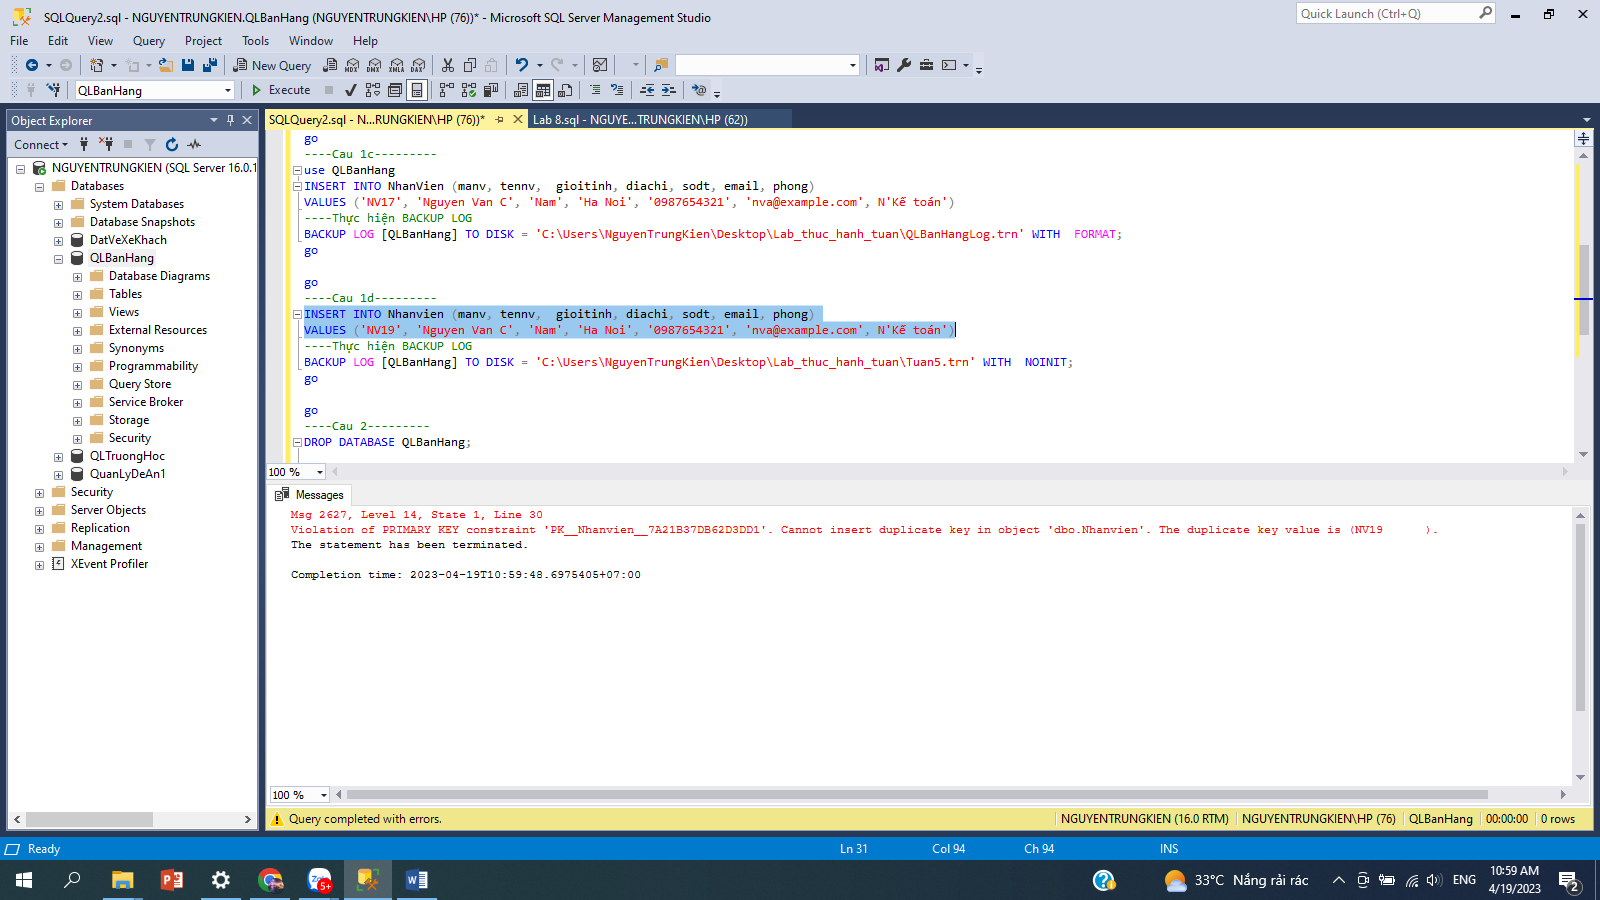 SQLQuery2.sql - NGUYENTRUNGKIEN.QLBanHang (NGUYENTRUNGKIEN\HP (76))* - Microsoft SQL Server Management Studio
Quick Launch (Ctrl+Q)
File Edit View Query Project Tools Window Help
New Query
MDX DMX XMLA DAX
QLBanHang
Execute
Object Explorer
SQLQuery2.sql - N...RUNGKIEN\HP (76))*
Lab 8.sql - NGUYE...TRUNGKIEN\HP (62))
Connect
NGUYENTRUNGKIEN (SQL Server 16.0.1
Databases
System Databases
Database Snapshots
DatVeXeKhach
QLBanHang
Database Diagrams
Tables
Views
External Resources
Synonyms
Programmability
Query Store
Service Broker
Storage
Security
QLTruongHoc
QuanLyDeAn1
Security
Server Objects
Replication
Management
XEvent Profiler
go
----Cau 1c---------
use QLBanHang
INSERT INTO NhanVien (manv, tennv,  gioitinh, diachi, sodt, email, phong)
VALUES ('NV17', 'Nguyen Van C', 'Nam', 'Ha Noi', '0987654321', 'nva@example.com', N'Kế toán')
----Thực hiện BACKUP LOG
BACKUP LOG [QLBanHang] TO DISK = 'C:\Users\NguyenTrungKien\Desktop\Lab_thuc_hanh_tuan\QLBanHangLog.trn' WITH  FORMAT;
go
go
----Cau 1d---------
INSERT INTO Nhanvien (manv, tennv,  gioitinh, diachi, sodt, email, phong)
VALUES ('NV19', 'Nguyen Van C', 'Nam', 'Ha Noi', '0987654321', 'nva@example.com', N'Kế toán')
----Thực hiện BACKUP LOG
BACKUP LOG [QLBanHang] TO DISK = 'C:\Users\NguyenTrungKien\Desktop\Lab_thuc_hanh_tuan\Tuan5.trn' WITH  NOINIT;
go
go
----Cau 2---------
DROP DATABASE QLBanHang;
100 %
Messages
Msg 2627, Level 14, State 1, Line 30
Violation of PRIMARY KEY constraint 'PK__Nhanvien__7A21B37DB62D3DD1'. Cannot insert duplicate key in object 'dbo.Nhanvien'. The duplicate key value is (NV19      ).
The statement has been terminated.
Completion time: 2023-04-19T10:59:48.6975405+07:00
100 %
Query completed with errors.
NGUYENTRUNGKIEN (16.0 RTM)
NGUYENTRUNGKIEN\HP (76)
QLBanHang
00:00:00
0 rows
Ready
Ln 31
Col 94
Ch 94
INS
Zalo
5+
33°C Nắng rải rác
ENG
10:59 AM
4/19/2023
2